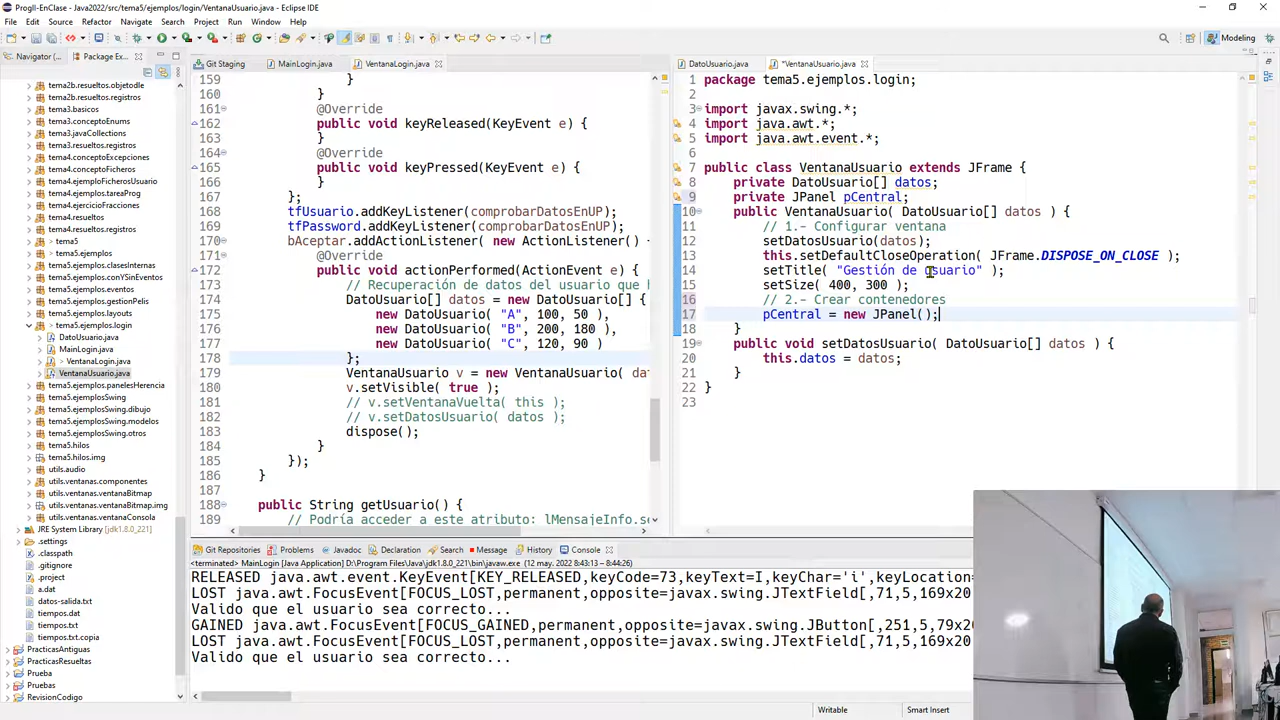 ProgII-EnClase - Java2022/src/tema5/ejemplos/login/VentanaUsuario.java - Eclipse IDE
File Edit Source Refactor Navigate Search Project Run Window Help
Modeling
Navigator ( Package Ex...
tema2b.resueltos.objetodle
tema2b.resueltos.registros
tema3.basicos
tema3.conceptoEnums
tema3.javaCollections
tema3.resueltos.registros
tema4.conceptoExcepciones
tema4.conceptoFicheros
tema4.ejemploFicherosUsuario
tema4.ejemplos.tareaProg
tema4.ejercicioFracciones
tema4.resueltos
tema4.resueltos.registros
> tema5
> tema5.ejemplos
tema5.ejemplos.clasesInternas
tema5.ejemplos.conYSinEventos
tema5.ejemplos.gestionPelis
tema5.ejemplos.layouts
> tema5.ejemplos.login
> DatoUsuario.java
> MainLogin.java
> VentanaLogin.java
> VentanaUsuario.java
tema5.ejemplos.panelesHerencia
tema5.ejemplosSwing
tema5.ejemplosSwing.dibujo
tema5.ejemplosSwing.modelos
tema5.ejemplosSwing.otros
tema5.hilos
tema5.hilos.img
utils.audio
utils.ventanas.componentes
utils.ventanas.ventanaBitmap
utils.ventanas.ventanaBitmap.img
utils.ventanas.ventanaConsola
JRE System Library [jdk1.8.0_221]
.settings
.classpath
.gitignore
.project
a.dat
datos-salida.txt
tiempos.dat
tiempos.txt
tiempos.txt.copia
PracticasAntiguas
PracticasResueltas
Prueba
Pruebas
RevisionCodigo
Git Staging MainLogin.java VentanaLogin.java
159 }
160 }
161 @Override
162 public void keyReleased(KeyEvent e) {
163 }
164 @Override
165 public void keyPressed(KeyEvent e) {
166 }
167 };
168 tfUsuario.addKeyListener(comprobarDatosEnUP);
169 tfPassword.addKeyListener(comprobarDatosEnUP);
170 bAceptar.addActionListener( new ActionListener()
171 @Override
172 public void actionPerformed(ActionEvent e) {
173 // Recuperación de datos del usuario que h
174 DatoUsuario[] datos = new DatoUsuario[] {
175 new DatoUsuario( "A", 100, 50 ),
176 new DatoUsuario( "B", 200, 180 ),
177 new DatoUsuario( "C", 120, 90 )
178 };
179 VentanaUsuario v = new VentanaUsuario( da
180 v.setVisible( true );
181 // v.setVentanaVuelta( this );
182 // v.setDatosUsuario( datos );
183 dispose();
184 }
185 });
186 }
187
188 public String getUsuario() {
189 // Podría acceder a este atributo: lMensajeInfo.se
DatoUsuario.java *VentanaUsuario.java
1 package tema5.ejemplos.login;
2
3 import javax.swing.*;
4 import java.awt.*;
5 import java.awt.event.*;
6
7 public class VentanaUsuario extends JFrame {
8 private DatoUsuario[] datos;
9 private JPanel pCentral;
10 public VentanaUsuario( DatoUsuario[] datos ) {
11 // 1.- Configurar ventana
12 setDatosUsuario(datos);
13 this.setDefaultCloseOperation( JFrame.DISPOSE_ON_CLOSE );
14 setTitle( "Gestión de usuario" );
15 setSize( 400, 300 );
16 // 2.- Crear contenedores
17 pCentral = new JPanel();
18 }
19 public void setDatosUsuario( DatoUsuario[] datos ) {
20 this.datos = datos;
21 }
22 }
23
Git Repositories Problems Javadoc Declaration Search Message History Console
<terminated> MainLogin [Java Application] D:\Program Files\Java\jdk1.8.0_221\bin\javaw.exe (12 may. 2022 8:43:13 – 8:44:26)
RELEASED java.awt.event.KeyEvent[KEY_RELEASED,keyCode=73,keyText=I,keyChar='i',keyLocation=
LOST java.awt.FocusEvent[FOCUS_LOST,permanent,opposite=javax.swing.JTextField[,71,5,169x20
Valido que el usuario sea correcto...
GAINED java.awt.FocusEvent[FOCUS_GAINED,permanent,opposite=javax.swing.JButton[,251,5,79x20
LOST java.awt.FocusEvent[FOCUS_LOST,permanent,opposite=javax.swing.JTextField[,71,5,169x20
Valido que el usuario sea correcto...
Writable Smart Insert